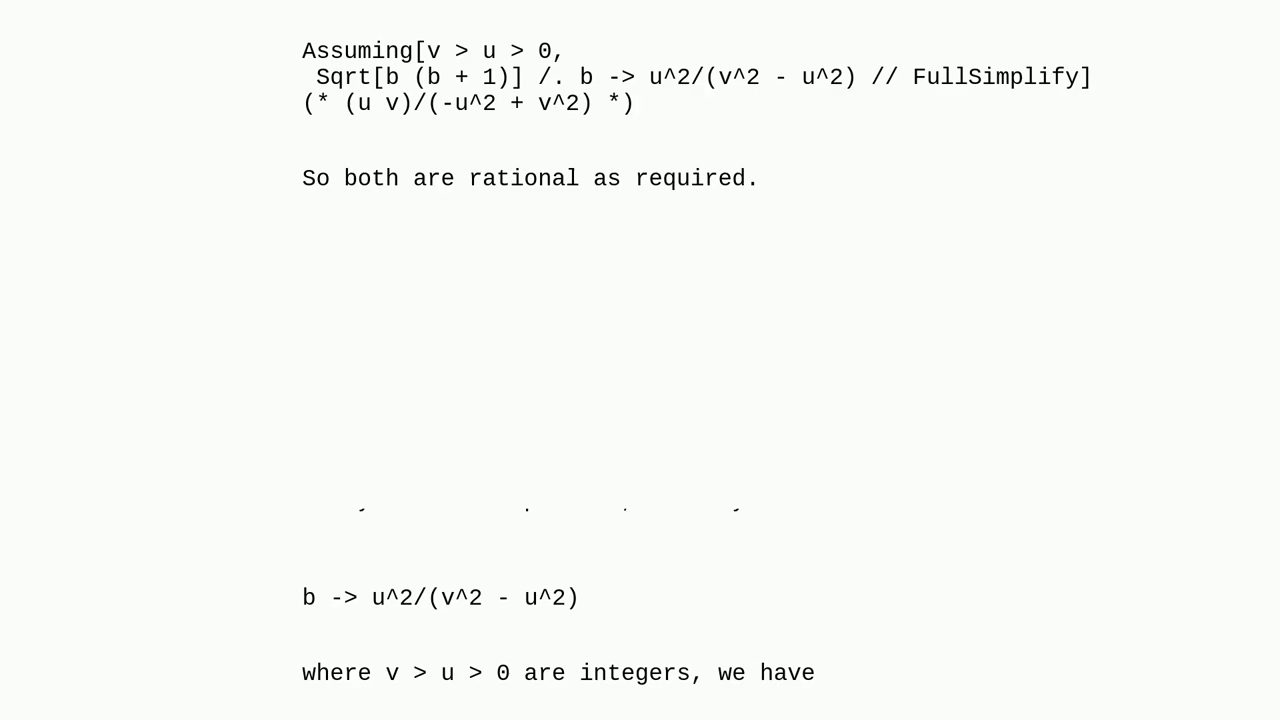 Assuming[v > u > 0,
 Sqrt[b (b + 1)] /. b -> u^2/(v^2 - u^2) // FullSimplify]
(* (u v)/(-u^2 + v^2) *)
So both are rational as required.
b -> u^2/(v^2 - u^2)
where v > u > 0 are integers, we have